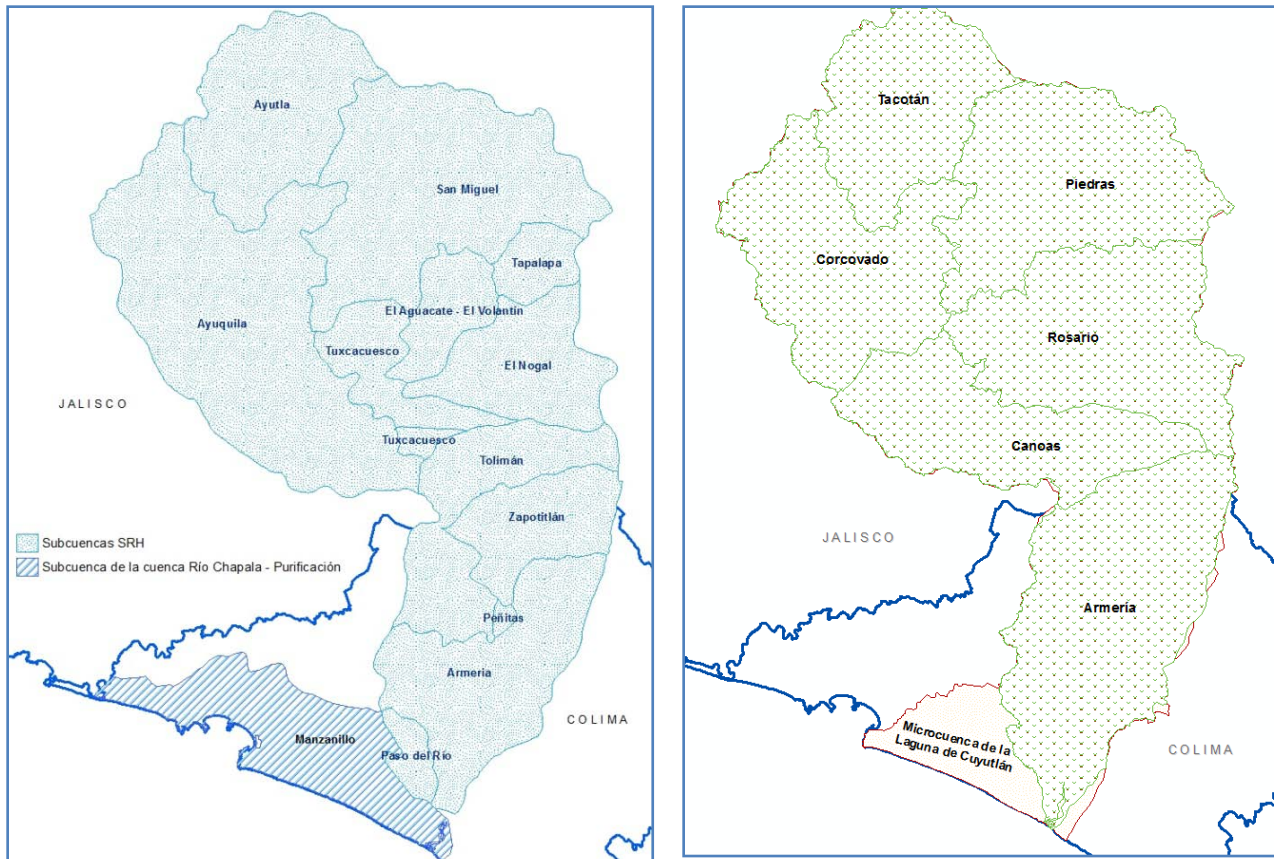 Ayutla
San Miguel
Tapalapa
El Aguacate - El Volantín
Ayuquila
Tuxcacuesco
El Nogal
JALISCO
Tuxcacuesco
Tolimán
Zapotitlán
Subcuencas SRH
Subcuenca de la cuenca Río Chapala - Purificación
Peñitas
Armería
COLIMA
Manzanillo
Paso del Río
Tacotán
Piedras
Corcovado
Rosario
Canoas
JALISCO
Armería
Microcuenca de la
Laguna de Cuyutlán
COLIMA